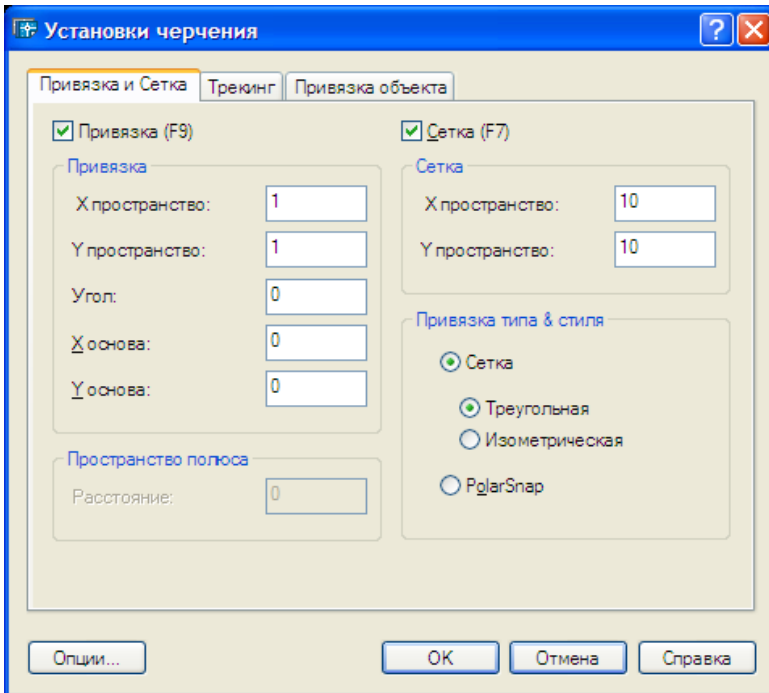 Установки черчения
Привязка и Сетка
Трекинг
Привязка объекта
Привязка (F9)
Привязка
X пространство: 1
Y пространство: 1
Угол: 0
X основа: 0
Y основа: 0
Пространство полюса
Расстояние: 0
Сетка (F7)
Сетка
X пространство: 10
Y пространство: 10
Привязка типа & стиля
Сетка
Треугольная
Изометрическая
PolarSnap
Опции...
OK
Отмена
Справка